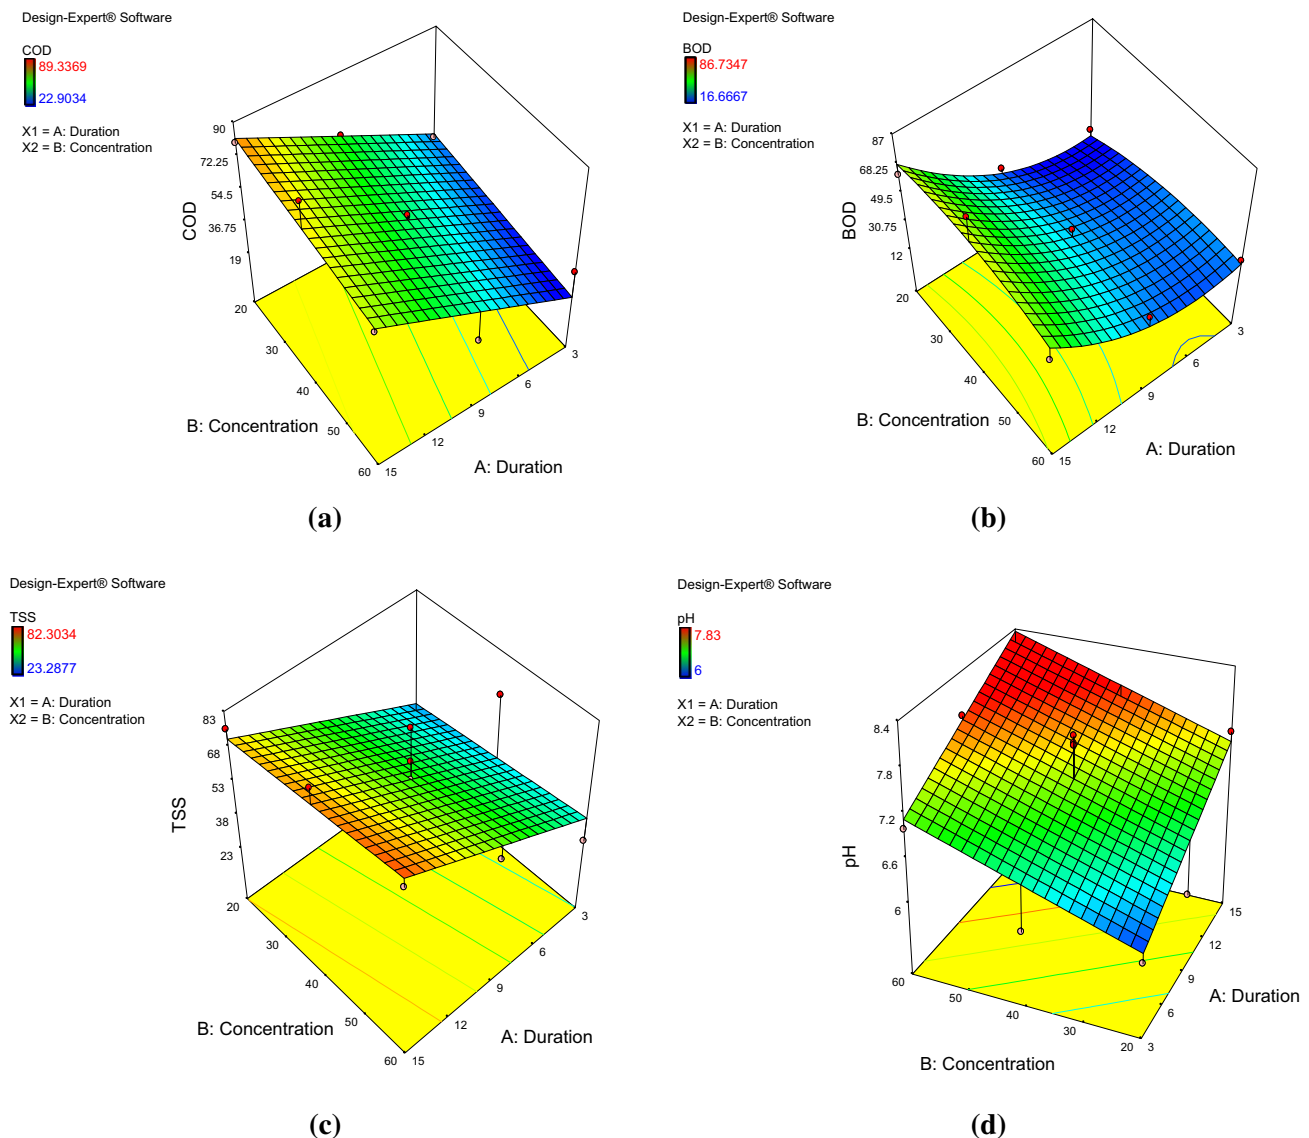 Design-Expert® Software
COD
89.3369
22.9034
X1 = A: Duration
X2 = B: Concentration
90
72.25
54.5
36.75
19
COD
20
30
40
50
60
B: Concentration
15
12
9
6
3
A: Duration
(a)
Design-Expert® Software
BOD
86.7347
16.6667
X1 = A: Duration
X2 = B: Concentration
87
68.25
49.5
30.75
12
BOD
20
30
40
50
60
B: Concentration
15
12
9
6
3
A: Duration
(b)
Design-Expert® Software
TSS
82.3034
23.2877
X1 = A: Duration
X2 = B: Concentration
83
68
53
38
23
TSS
20
30
40
50
60
B: Concentration
15
12
9
6
3
A: Duration
(c)
Design-Expert® Software
pH
7.83
6
X1 = A: Duration
X2 = B: Concentration
8.4
7.8
7.2
6.6
6
pH
60
50
40
30
20
B: Concentration
3
6
9
12
15
A: Duration
(d)